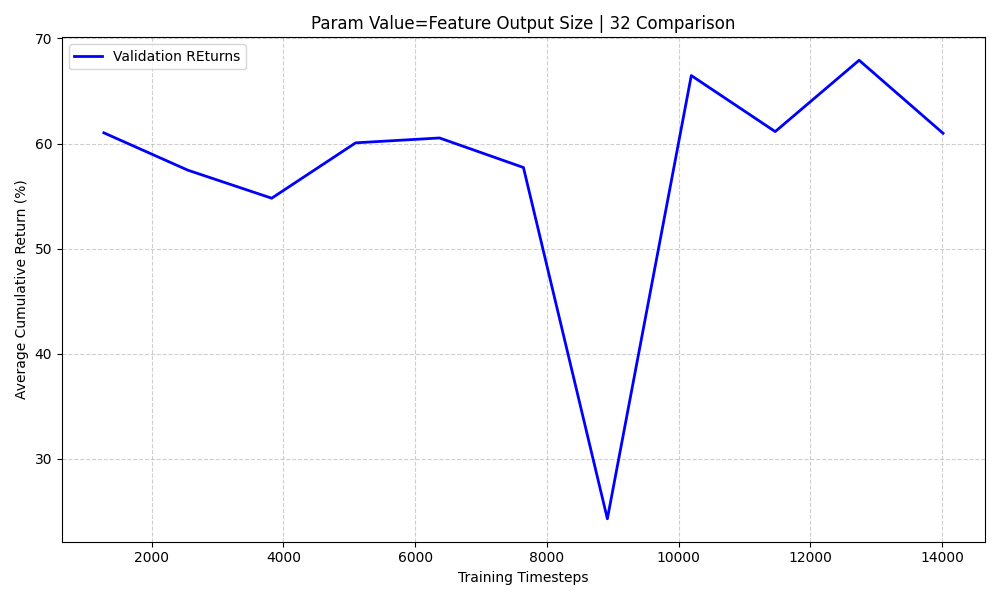 Param Value=Feature Output Size | 32 Comparison
Validation REturns
Average Cumulative Return (%)
70
60
50
40
30
2000 4000 6000 8000 10000 12000 14000
Training Timesteps